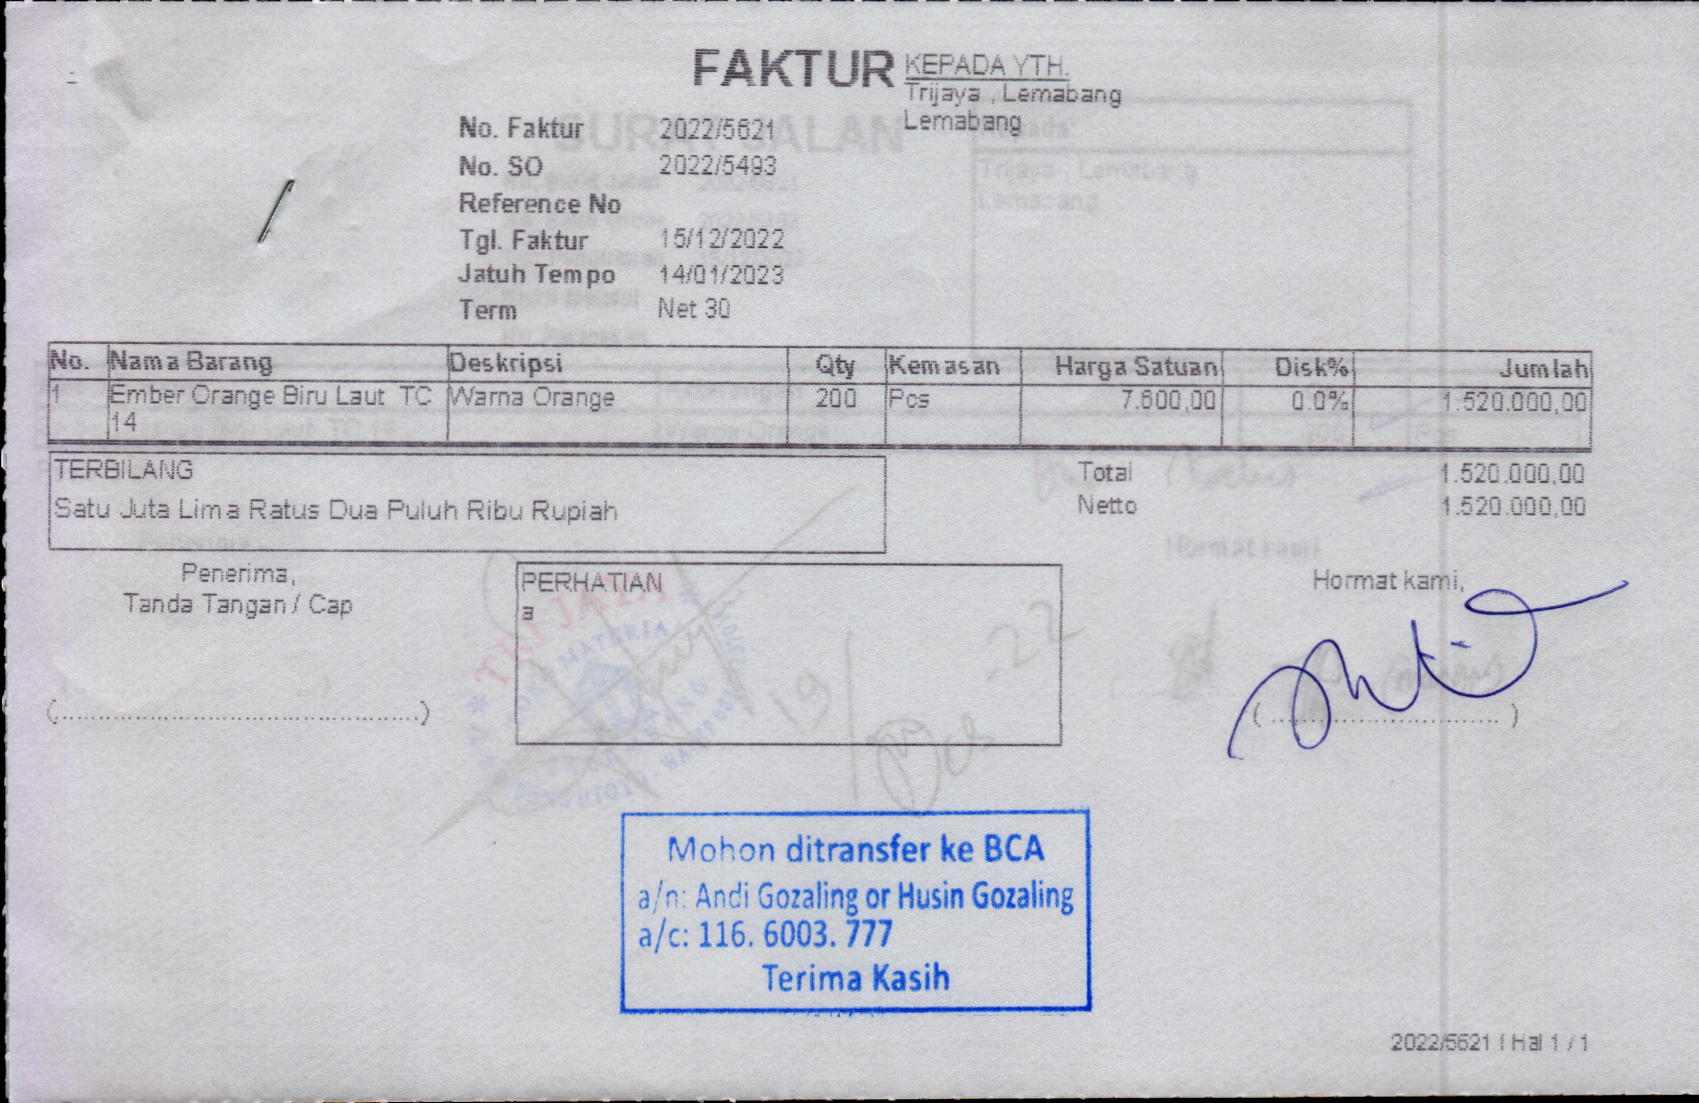 FAKTUR
KEPADA YTH.
Trijaya , Lemabang
Lemabang
No. Faktur 2022/5621
No. SO 2022/5493
Reference No
Tgl. Faktur 15/12/2022
Jatuh Tempo 14/01/2023
Term Net 30
No. Nama Barang Deskripsi Qty Kemasan Harga Satuan Disk% Jumlah
1 Ember Orange Biru Laut TC Warna Orange 200 Pcs 7.600,00 0.0% 1.520.000,00
14
TERBILANG
Satu Juta Lima Ratus Dua Puluh Ribu Rupiah
Total 1.520.000,00
Netto 1.520.000,00
Penerima,
Tanda Tangan / Cap
PERHATIAN
a
Hormat kami,
Mohon ditransfer ke BCA
a/n: Andi Gozaling or Husin Gozaling
a/c: 116. 6003. 777
Terima Kasih
2022/5621 | Hal 1 / 1